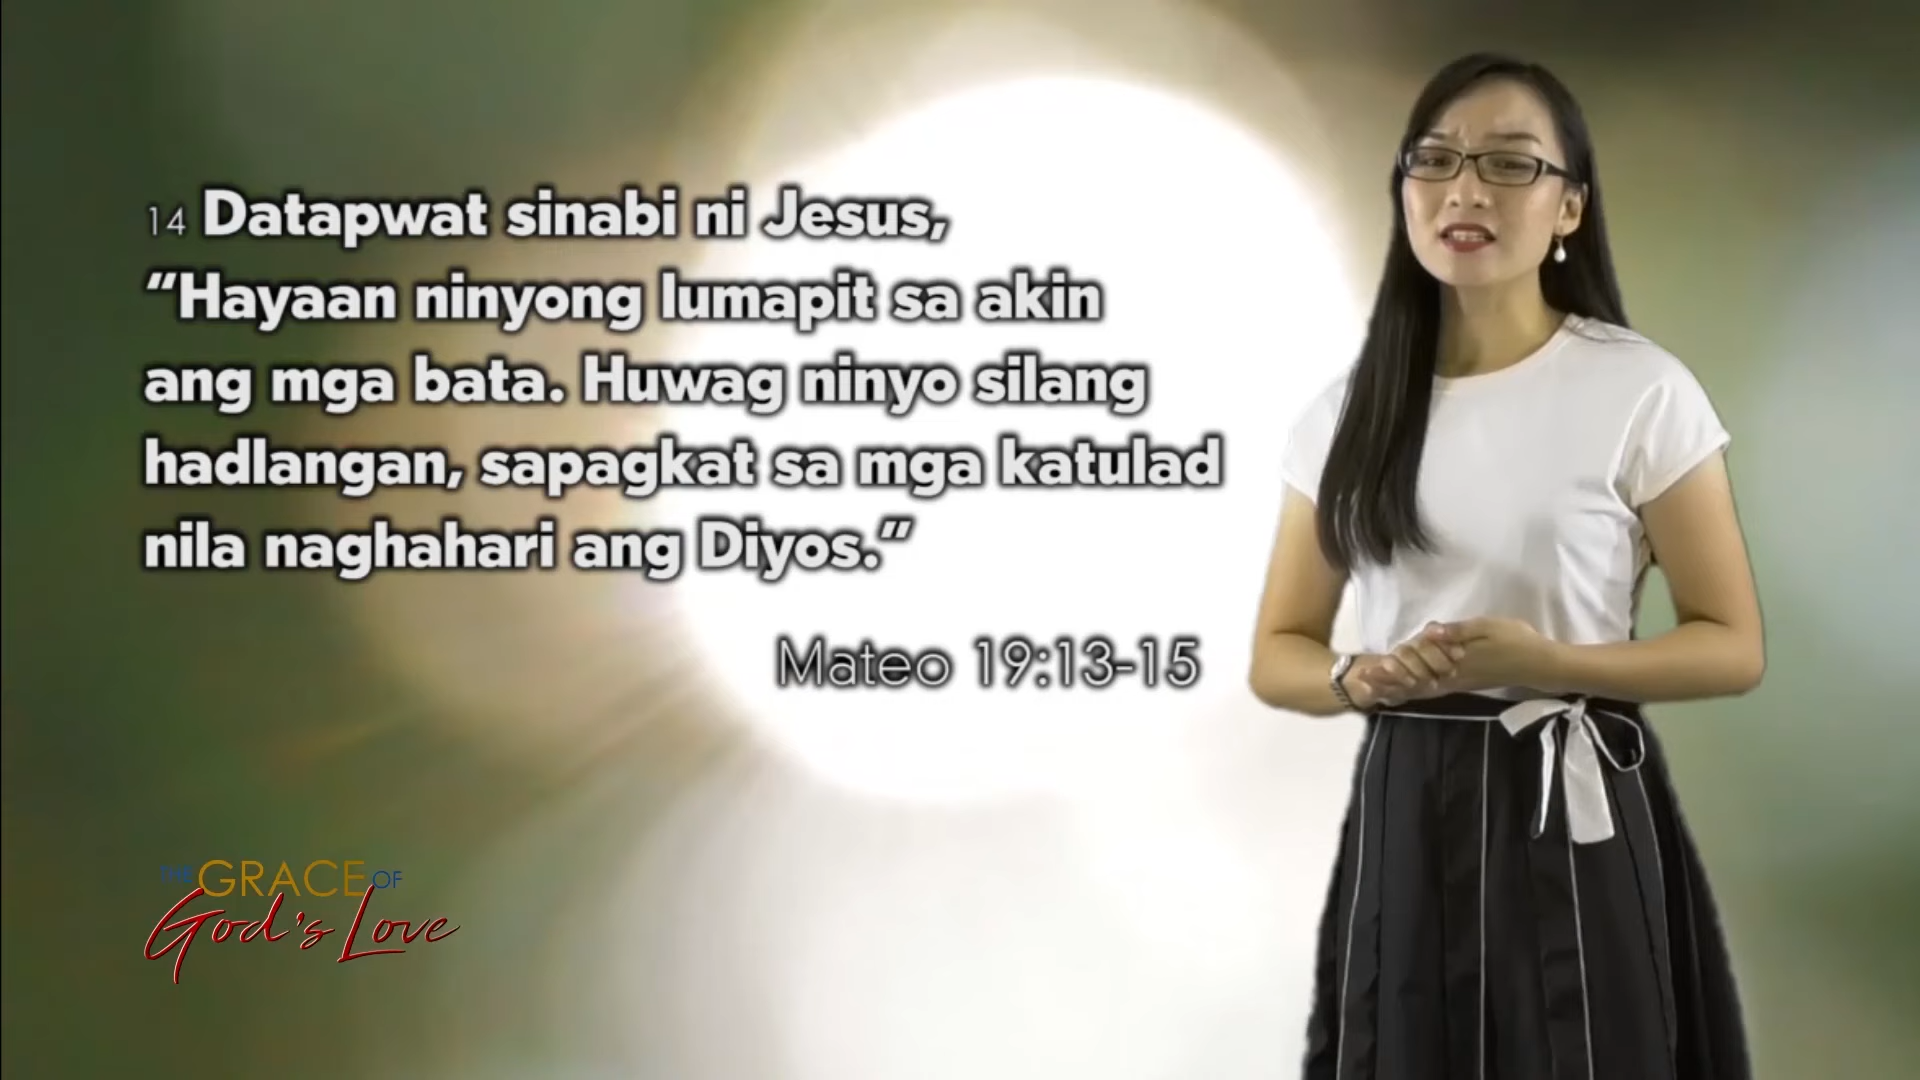 14 Datapwat sinabi ni Jesus,
“Hayaan ninyong lumapit sa akin
ang mga bata. Huwag ninyo silang
hadlangan, sapagkat sa mga katulad
nila naghahari ang Diyos.”
Mateo 19:13-15
THE GRACE OF
God's Love